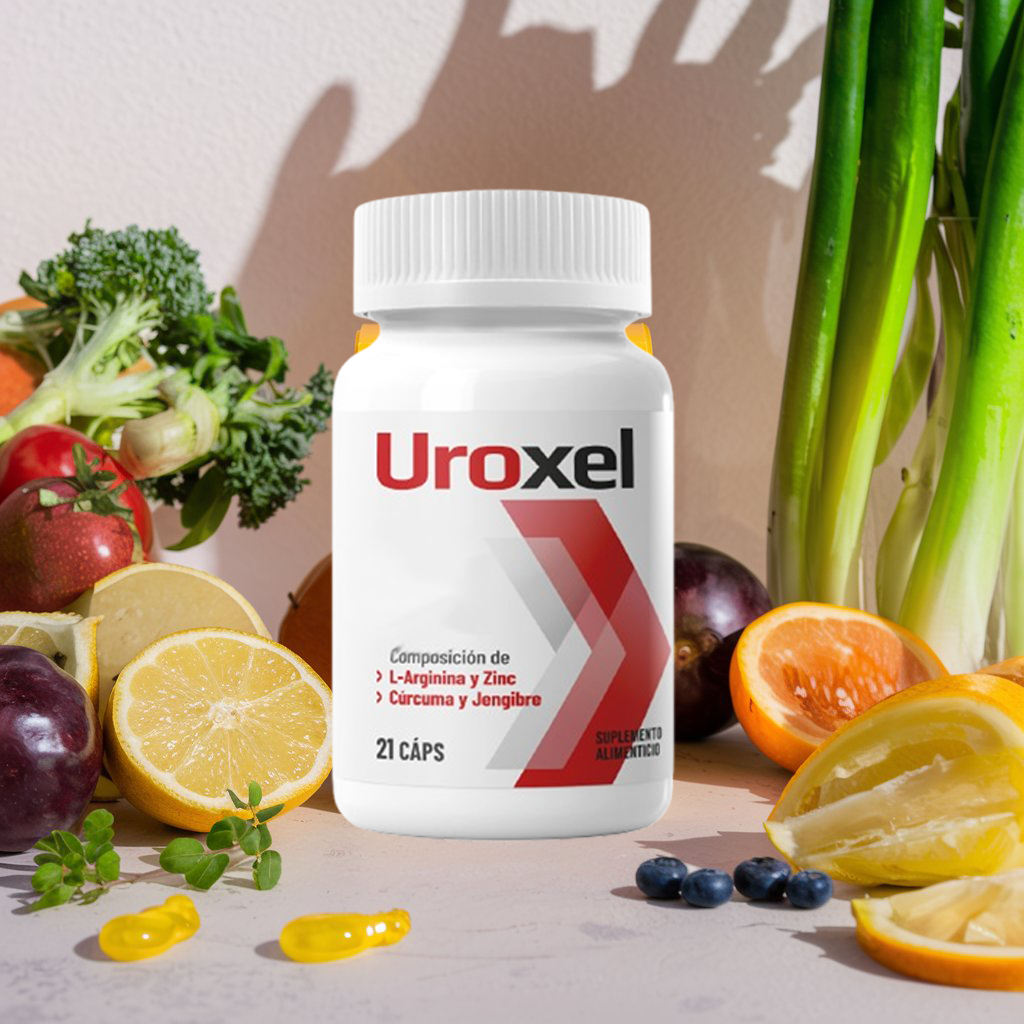 Uroxel
Composición de
› L-Arginina y Zinc
› Cúrcuma y Jengibre
21 CÁPS
SUPLEMENTO
ALIMENTICIO